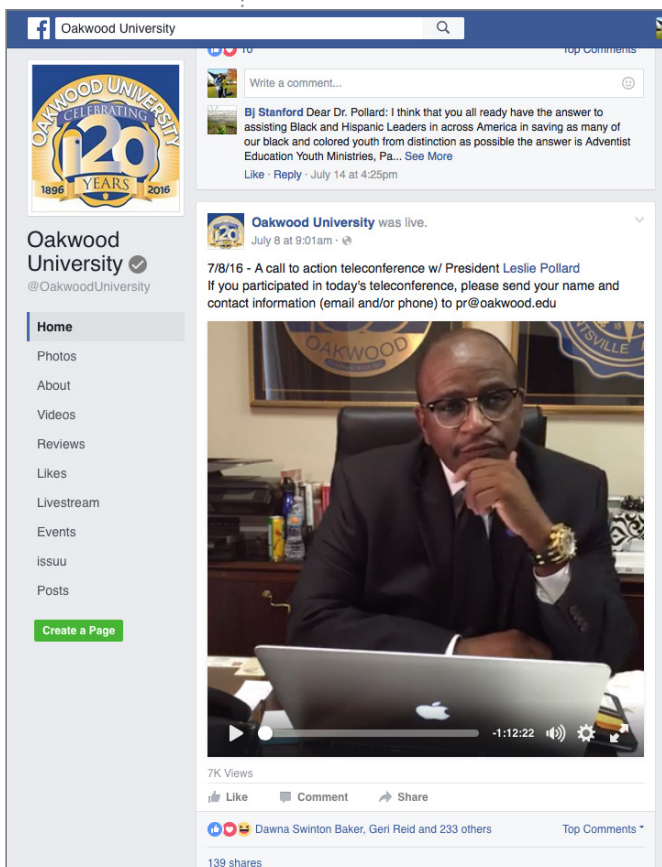 Oakwood University
10
Top Comments
OAKWOOD UNIVERSITY
CELEBRATING
120
YEARS
1896
2016
Write a comment...
Bj Stanford Dear Dr. Pollard: I think that you all ready have the answer to
assisting Black and Hispanic Leaders in across America in saving as many of
our black and colored youth from distinction as possible the answer is Adventist
Education Youth Ministries, Pa... See More
Like · Reply · July 14 at 4:25pm
Oakwood
University
@OakwoodUniversity
Home
Photos
About
Videos
Reviews
Likes
Livestream
Events
issuu
Posts
Create a Page
Oakwood University was live.
July 8 at 9:01am ·
7/8/16 - A call to action teleconference w/ President Leslie Pollard
If you participated in today's teleconference, please send your name and
contact information (email and/or phone) to pr@oakwood.edu
OAKWOOD
-1:12:22
7K Views
Like
Comment
Share
Dawna Swinton Baker, Geri Reid and 233 others
Top Comments
139 shares